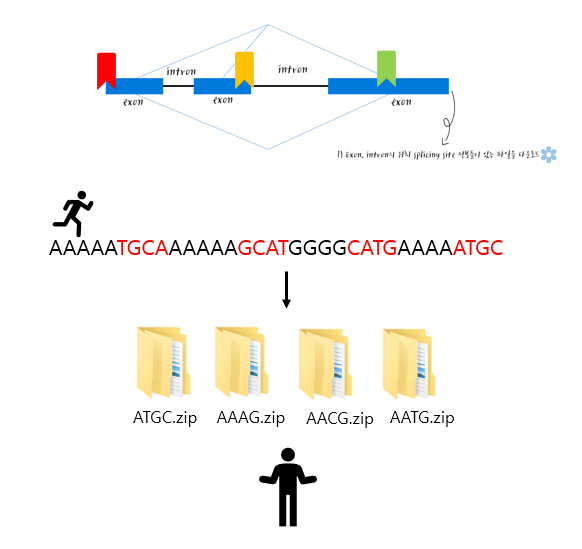 intron
intron
exon
exon
exon
1) Exon, intron의 위치 splicing site 정보들이 있는 파일을 다운로드
AAAAATGCAAAAAAGCATGGGGCATGAAAAATGC
ATGC.zip
AAAG.zip
AACG.zip
AATG.zip